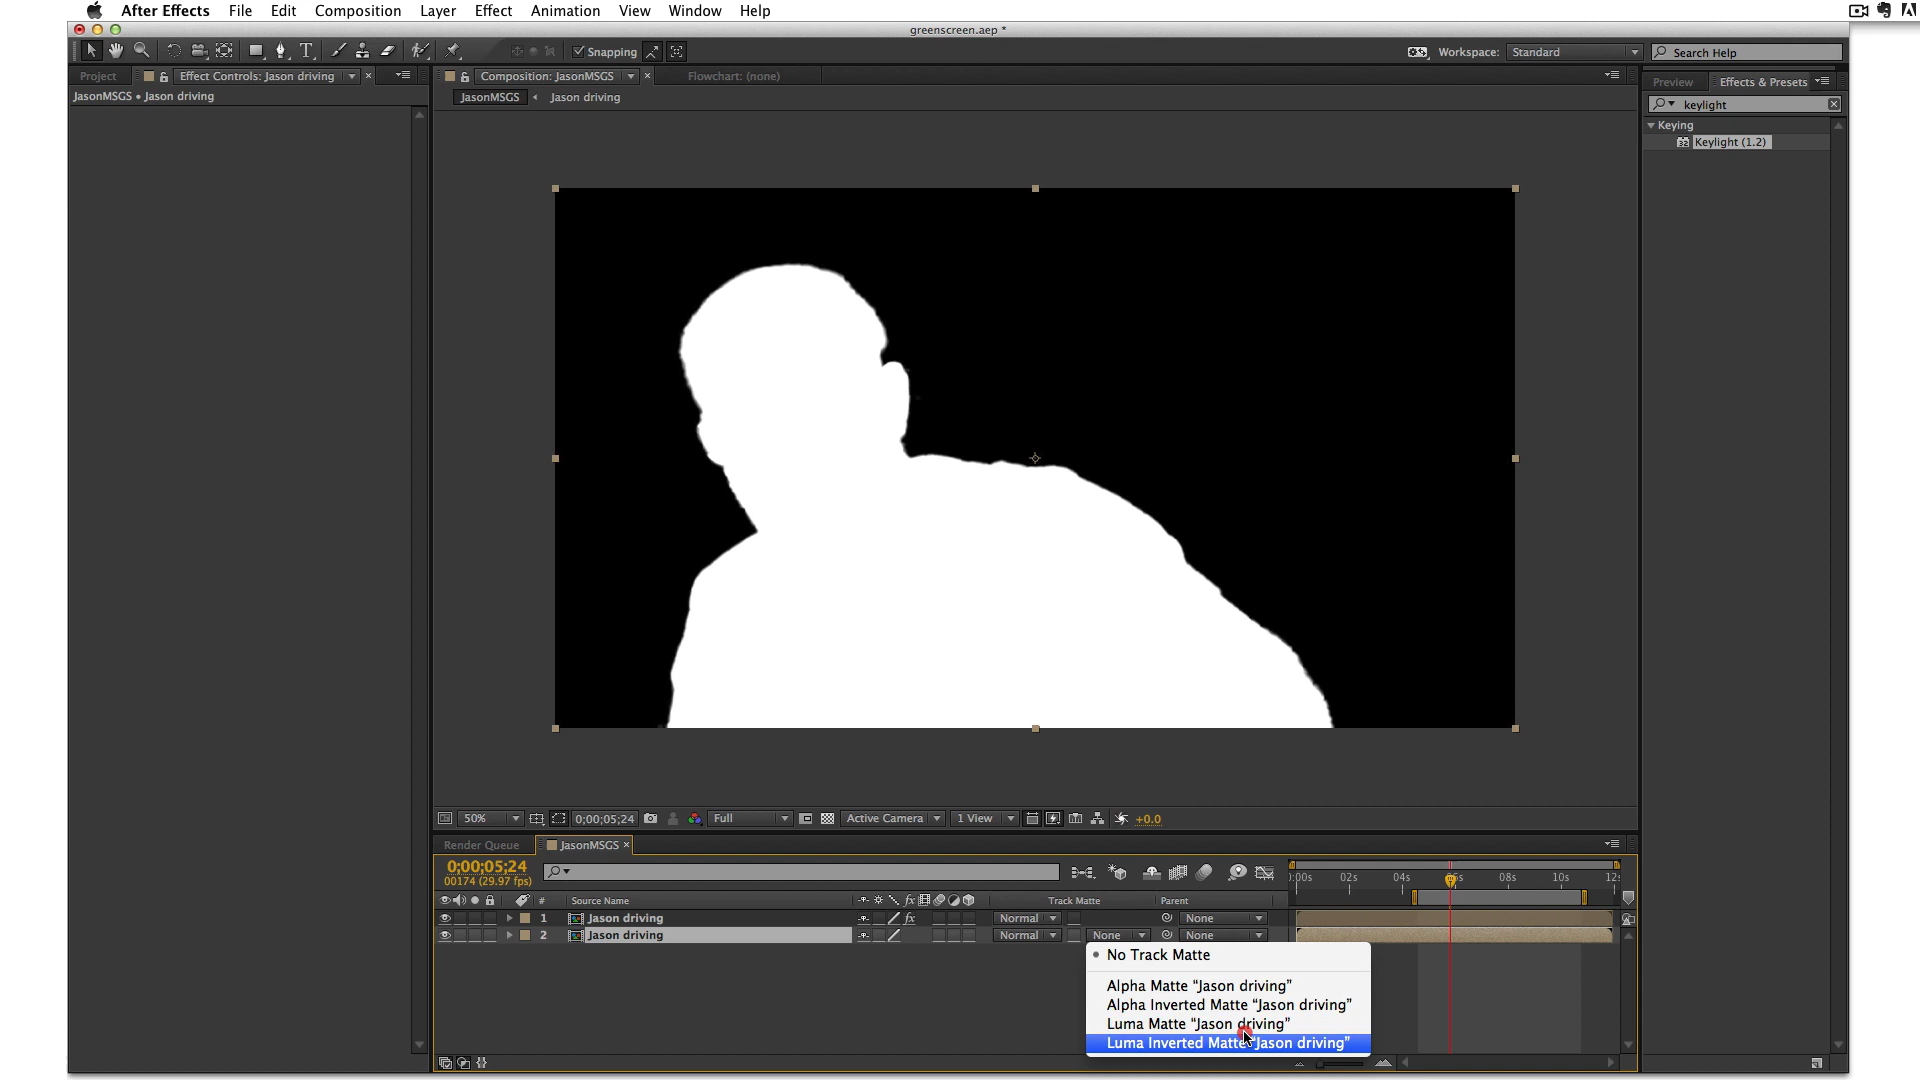 After Effects File Edit Composition Layer Effect Animation View Window Help
greenscreen.aep *
Snapping Workspace: Standard Search Help
Project Effect Controls: Jason driving × Composition: JasonMSGS × Flowchart: (none) Preview Effects & Presets
JasonMSGS • Jason driving JasonMSGS Jason driving
keylight
Keying
32 Keylight (1.2)
50% 0;00;05;24 Full Active Camera 1 View +0.0
Render Queue JasonMSGS ×
0;00;05;24
00174 (29.97 fps)
):00s 02s 04s 08s 10s 12s
# Source Name fx Track Matte Parent
1 Jason driving fx Normal None
2 Jason driving Normal None None
• No Track Matte
Alpha Matte “Jason driving”
Alpha Inverted Matte “Jason driving”
Luma Matte “Jason driving”
Luma Inverted Matte “Jason driving”